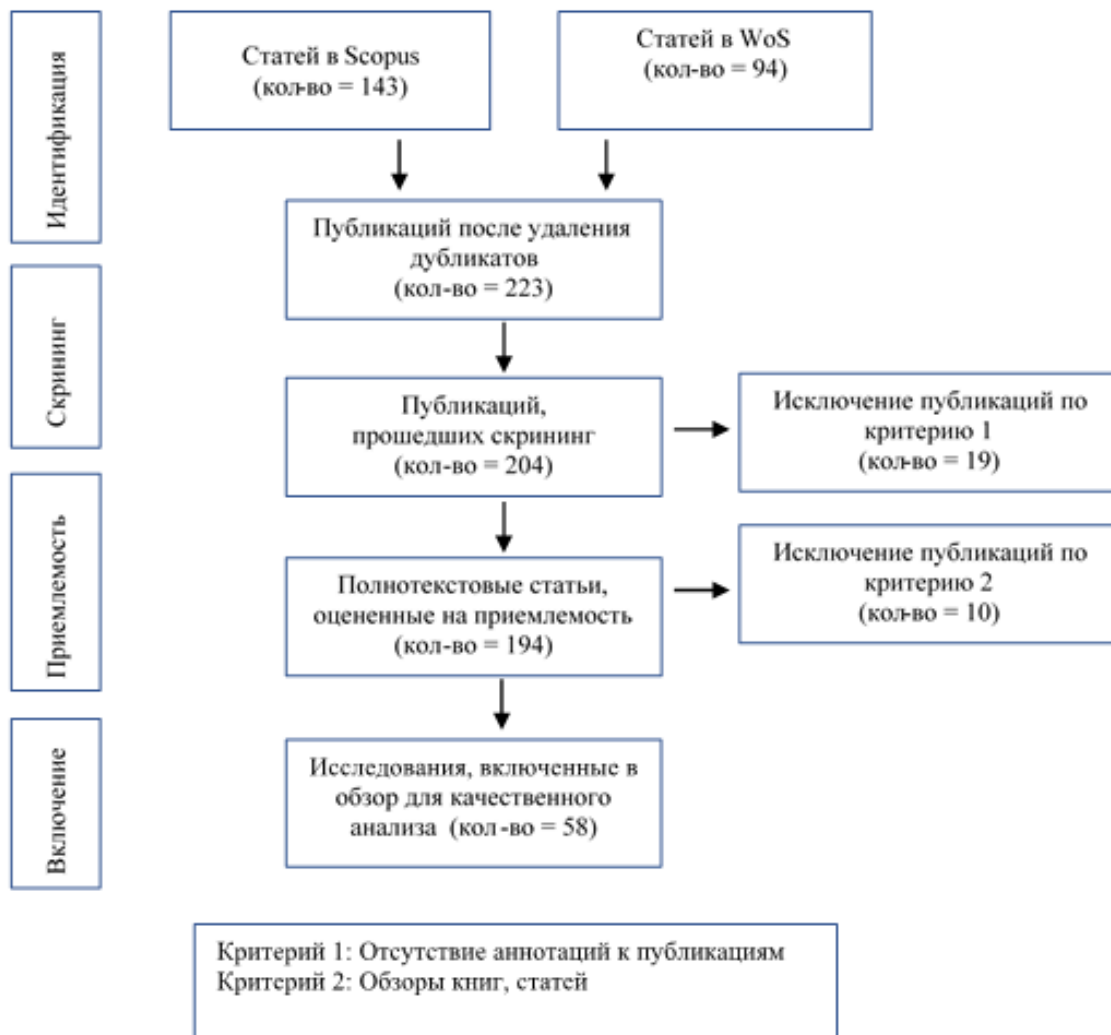 Идентификация
Статей в Scopus
(кол-во = 143)
Статей в WoS
(кол-во = 94)
Публикаций после удаления
дубликатов
(кол-во = 223)
Скрининг
Публикаций,
прошедших скрининг
(кол-во = 204)
Исключение публикаций по
критерию 1
(кол-во = 19)
Приемлемость
Полнотекстовые статьи,
оцененные на приемлемость
(кол-во = 194)
Исключение публикаций по
критерию 2
(кол-во = 10)
Включение
Исследования, включенные в
обзор для качественного
анализа (кол-во = 58)
Критерий 1: Отсутствие аннотаций к публикациям
Критерий 2: Обзоры книг, статей